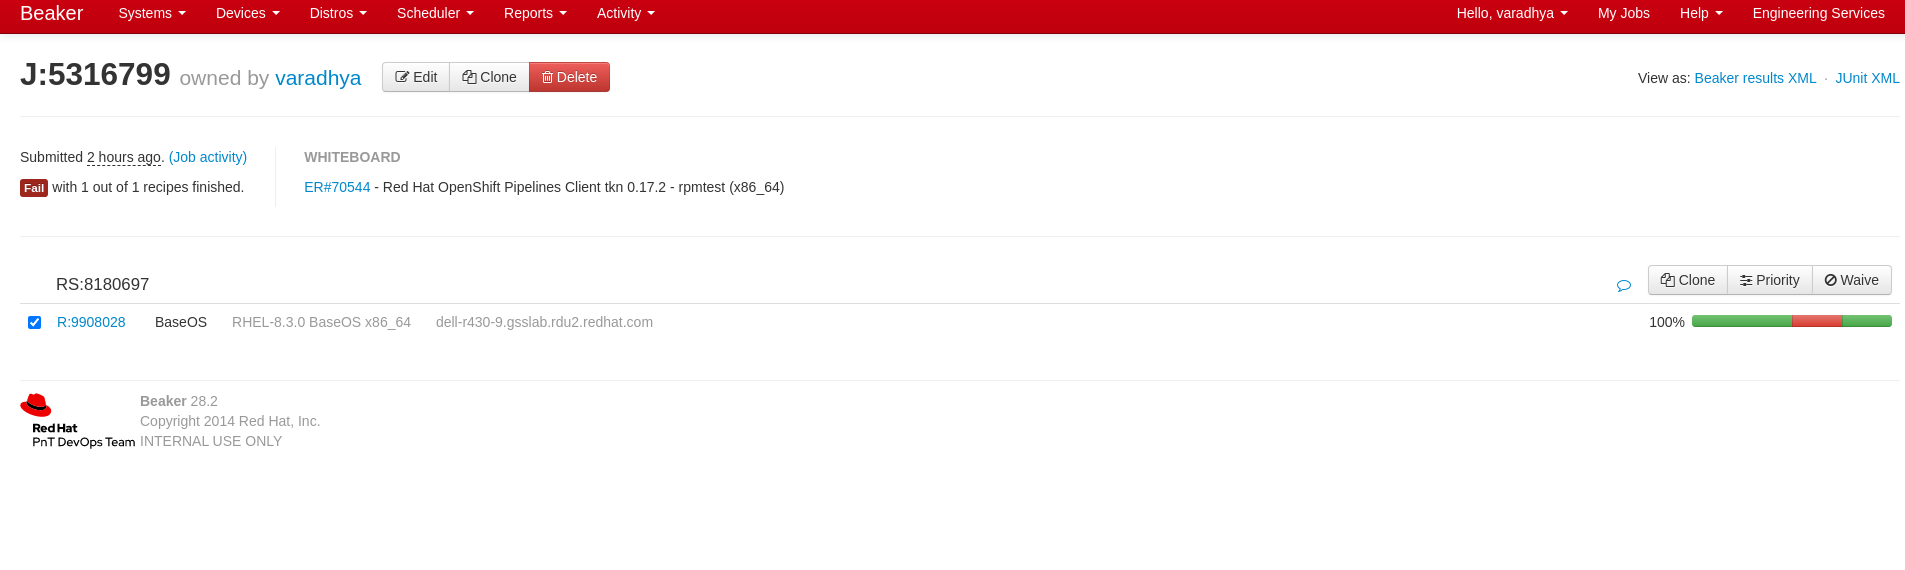 Beaker Systems Devices Distros Scheduler Reports Activity Hello, varadhya My Jobs Help Engineering Services
J:5316799 owned by varadhya Edit Clone Delete View as: Beaker results XML · JUnit XML
Submitted 2 hours ago. (Job activity) WHITEBOARD
Fail with 1 out of 1 recipes finished. ER#70544 - Red Hat OpenShift Pipelines Client tkn 0.17.2 - rpmtest (x86_64)
RS:8180697 Clone Priority Waive
R:9908028 BaseOS RHEL-8.3.0 BaseOS x86_64 dell-r430-9.gsslab.rdu2.redhat.com 100%
Beaker 28.2
Copyright 2014 Red Hat, Inc.
Red Hat
PnT DevOps Team INTERNAL USE ONLY